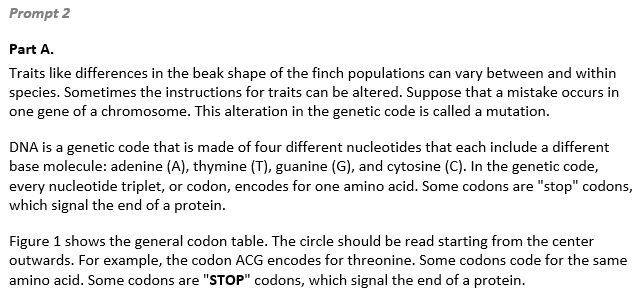 Prompt 2
Part A.
Traits like differences in the beak shape of the finch populations can vary between and within
species. Sometimes the instructions for traits can be altered. Suppose that a mistake occurs in
one gene of a chromosome. This alteration in the genetic code is called a mutation.
DNA is a genetic code that is made of four different nucleotides that each include a different
base molecule: adenine (A), thymine (T), guanine (G), and cytosine (C). In the genetic code,
every nucleotide triplet, or codon, encodes for one amino acid. Some codons are "stop" codons,
which signal the end of a protein.
Figure 1 shows the general codon table. The circle should be read starting from the center
outwards. For example, the codon ACG encodes for threonine. Some codons code for the same
amino acid. Some codons are "STOP" codons, which signal the end of a protein.